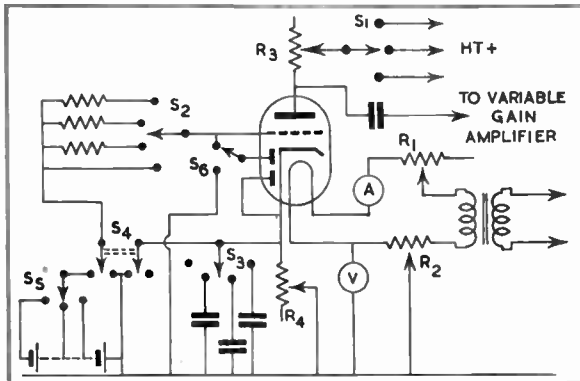 S1
R3
HT+
TO VARIABLE
GAIN
AMPLIFIER
S2
S6
R1
A
S4
S5
S3
R4
V
R2